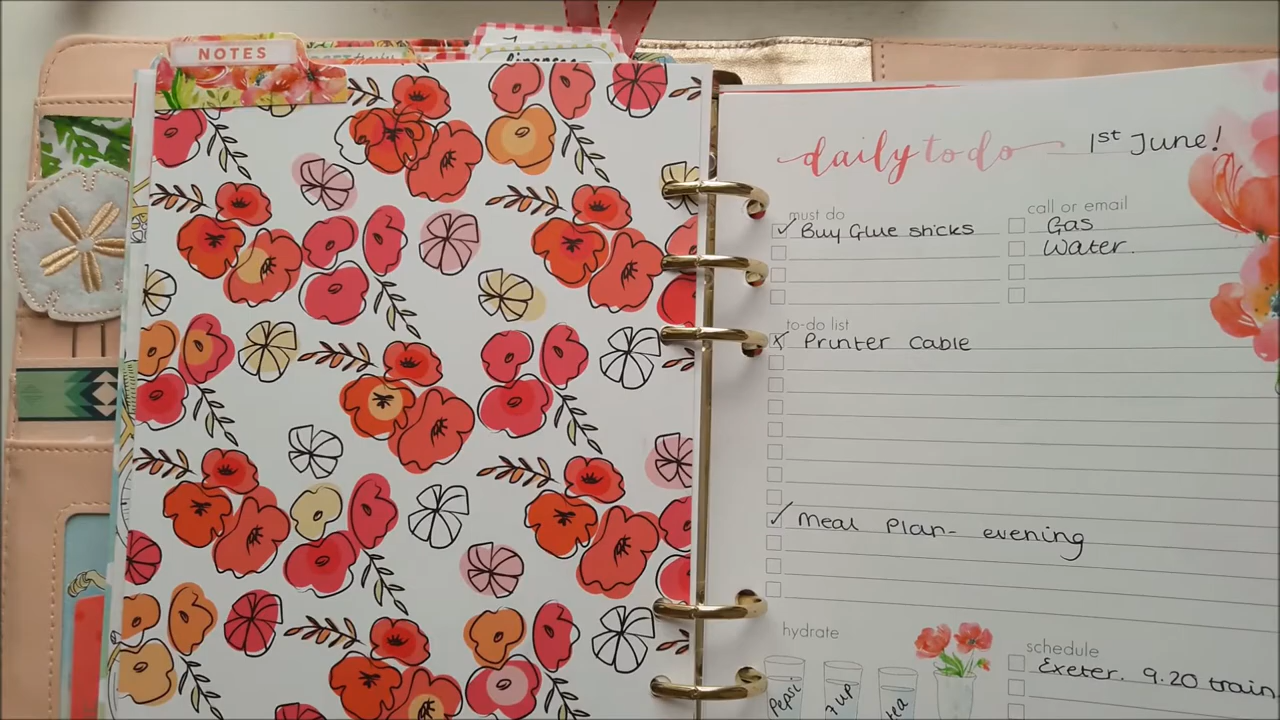 NOTES
finances
daily to do 1st June!
must do
✓ Buy Glue sticks
call or email
Gas
Water.
to-do list
x Printer cable
✓ Meal Plan- evening
hydrate
Pepsi
7up
tea
schedule
Exeter. 9.20 train